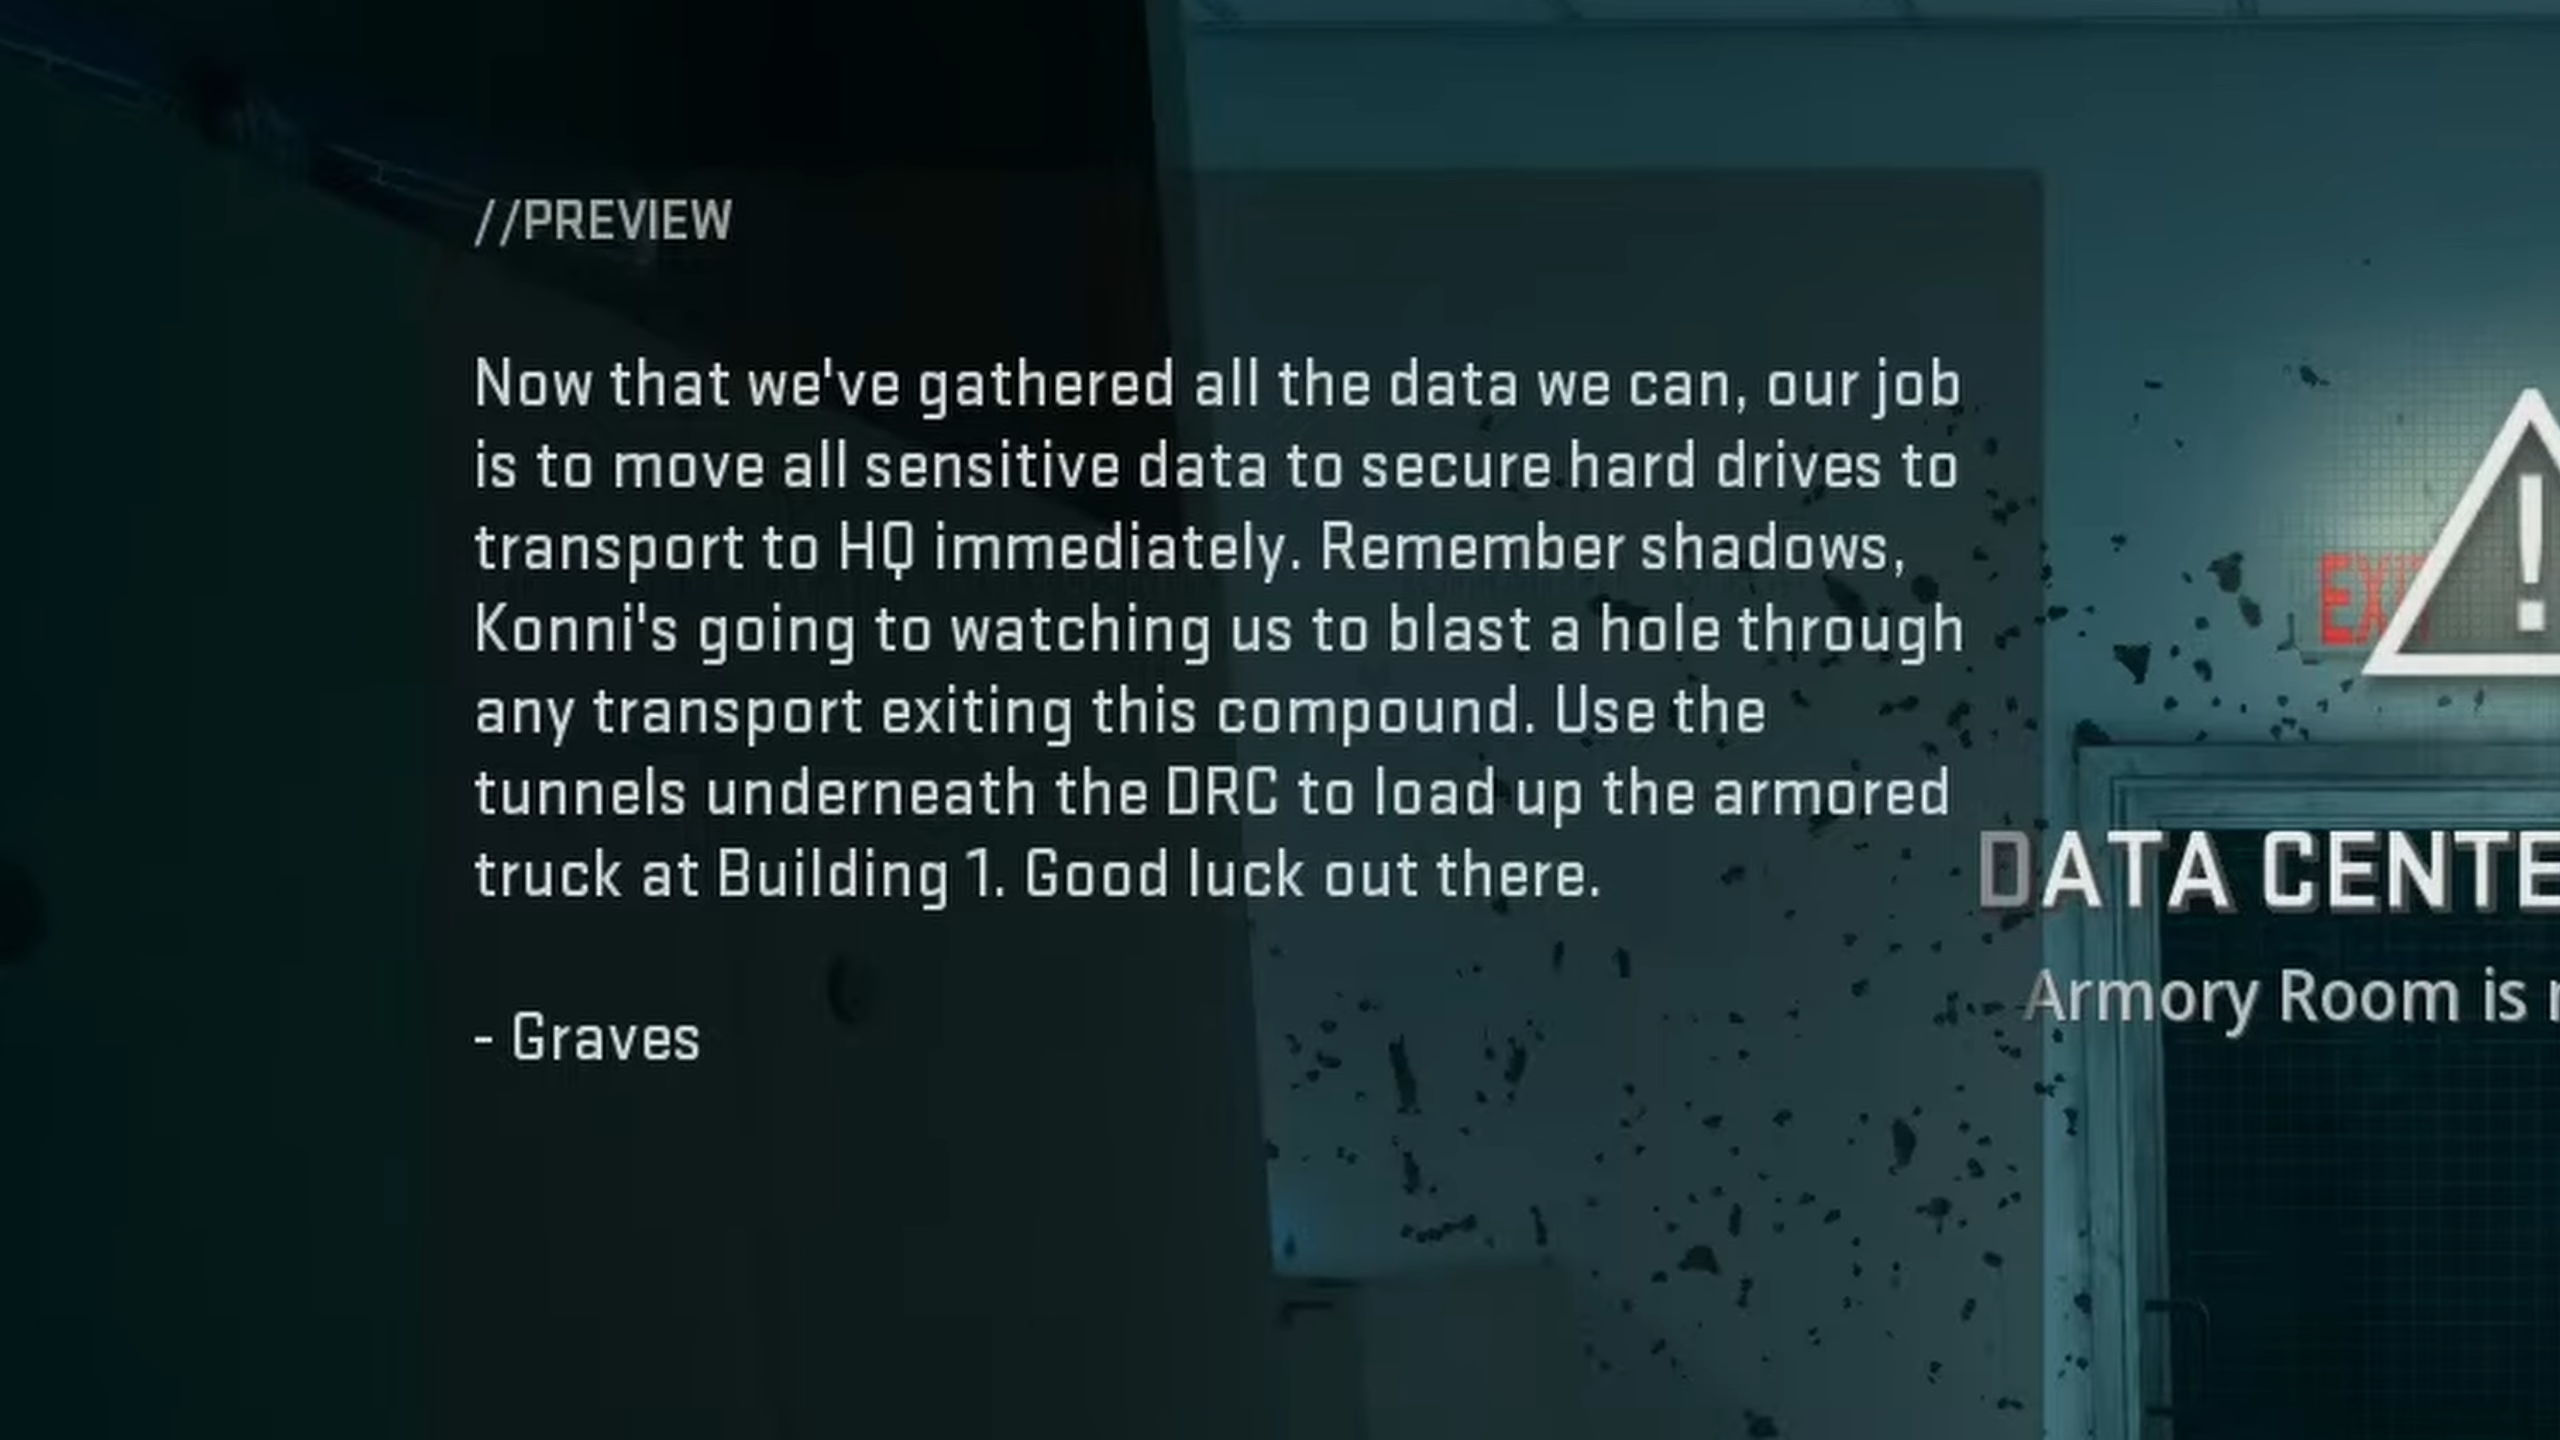 //PREVIEW
Now that we've gathered all the data we can, our job
is to move all sensitive data to secure hard drives to
transport to HQ immediately. Remember shadows,
Konni's going to watching us to blast a hole through
any transport exiting this compound. Use the
tunnels underneath the DRC to load up the armored
truck at Building 1. Good luck out there.
- Graves
DATA CENTE
Armory Room is